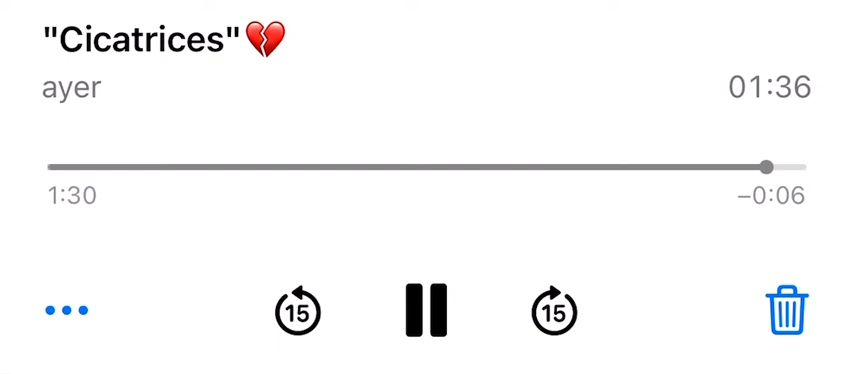 "Cicatrices"💔
ayer 01:36
1:30 −0:06
15 15